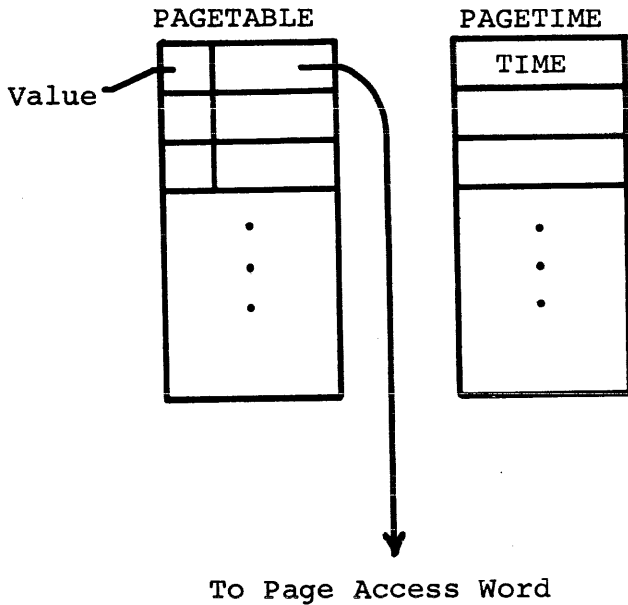 PAGETABLE
PAGETIME
TIME
Value
To Page Access Word